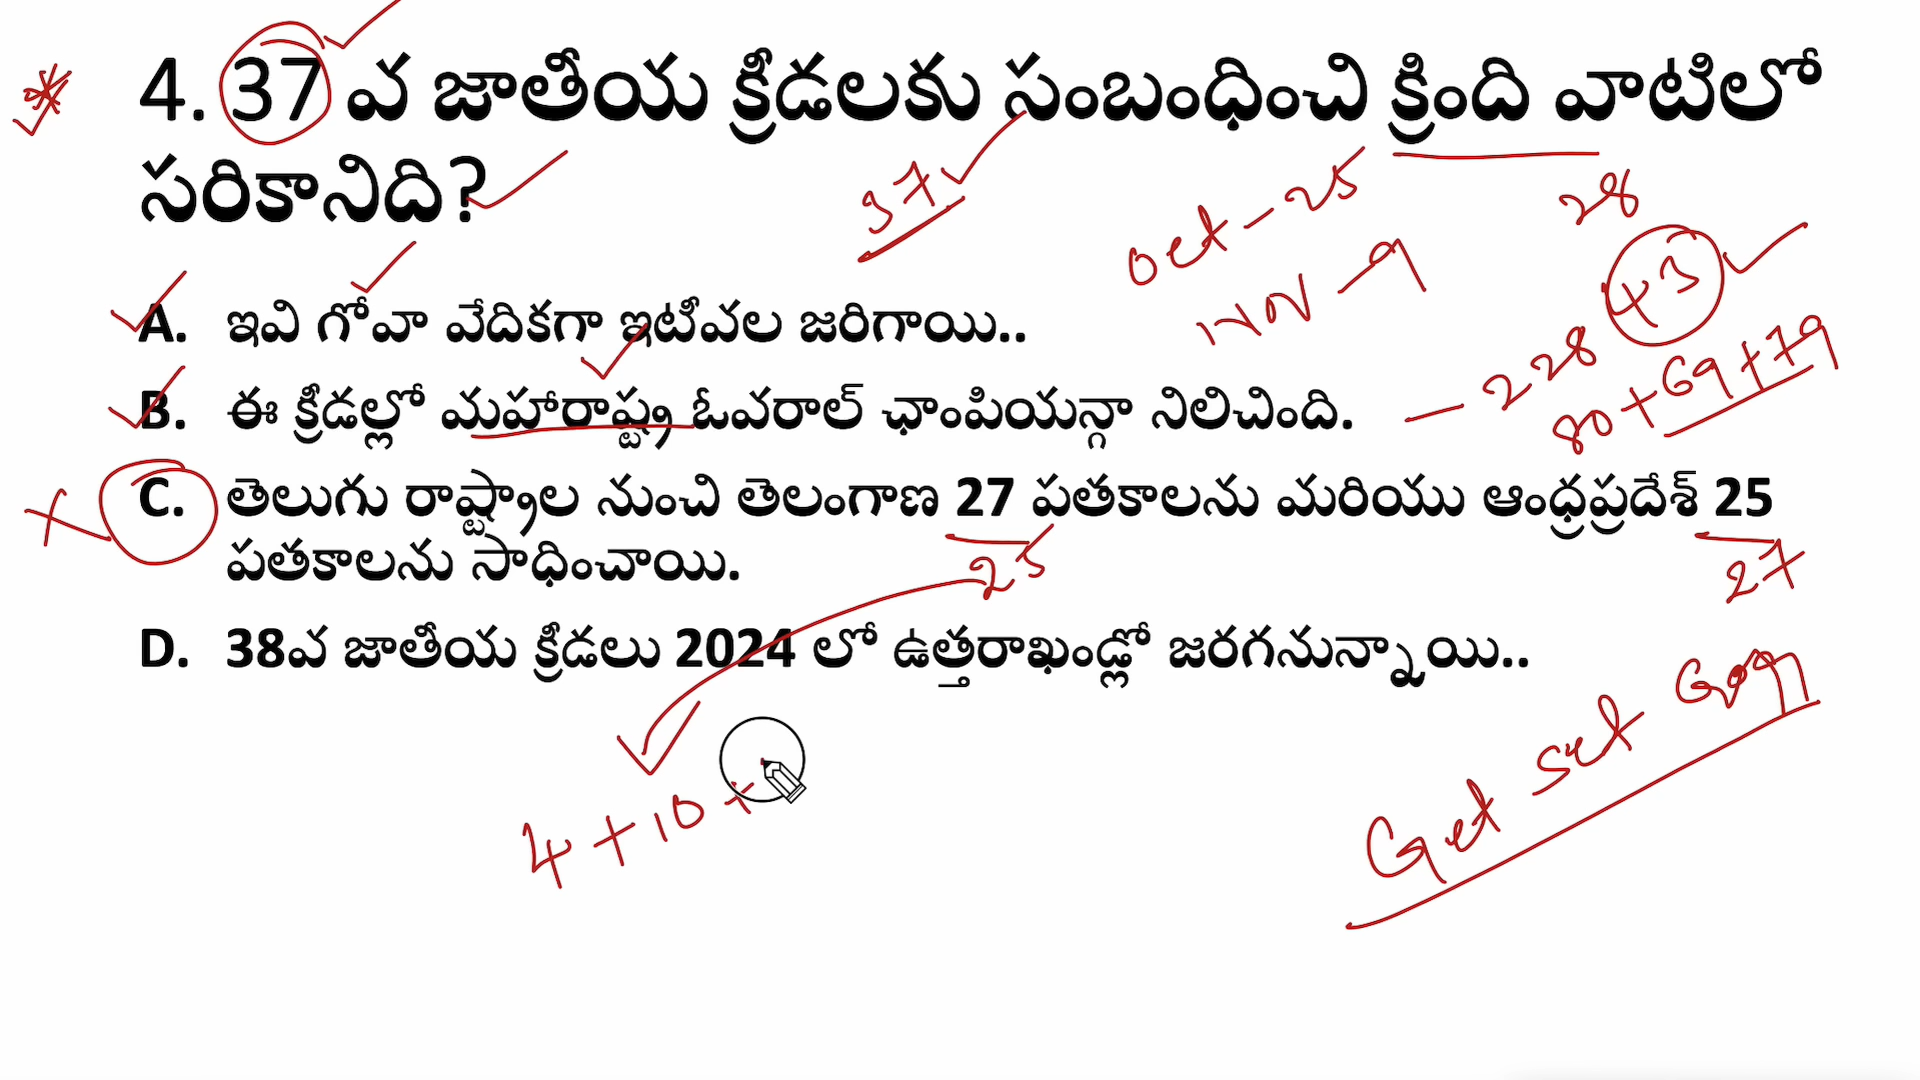 4. 37 వ జాతీయ క్రీడలకు సంబంధించి క్రింది వాటిలో
సరికానిది?
37
oct - 25
Nov - 9
28
43
A. ఇవి గోవా వేదికగా ఇటీవల జరిగాయి..
B. ఈ క్రీడల్లో మహారాష్ట్ర ఓవరాల్ ఛాంపియన్గా నిలిచింది.
- 228
80 + 69 + 79
C. తెలుగు రాష్ట్రాల నుంచి తెలంగాణ 27 పతకాలను మరియు ఆంధ్రప్రదేశ్ 25
పతకాలను సాధించాయి.
25
27
D. 38వ జాతీయ క్రీడలు 2024 లో ఉత్తరాఖండ్లో జరగనున్నాయి..
4 + 10 +
Get set